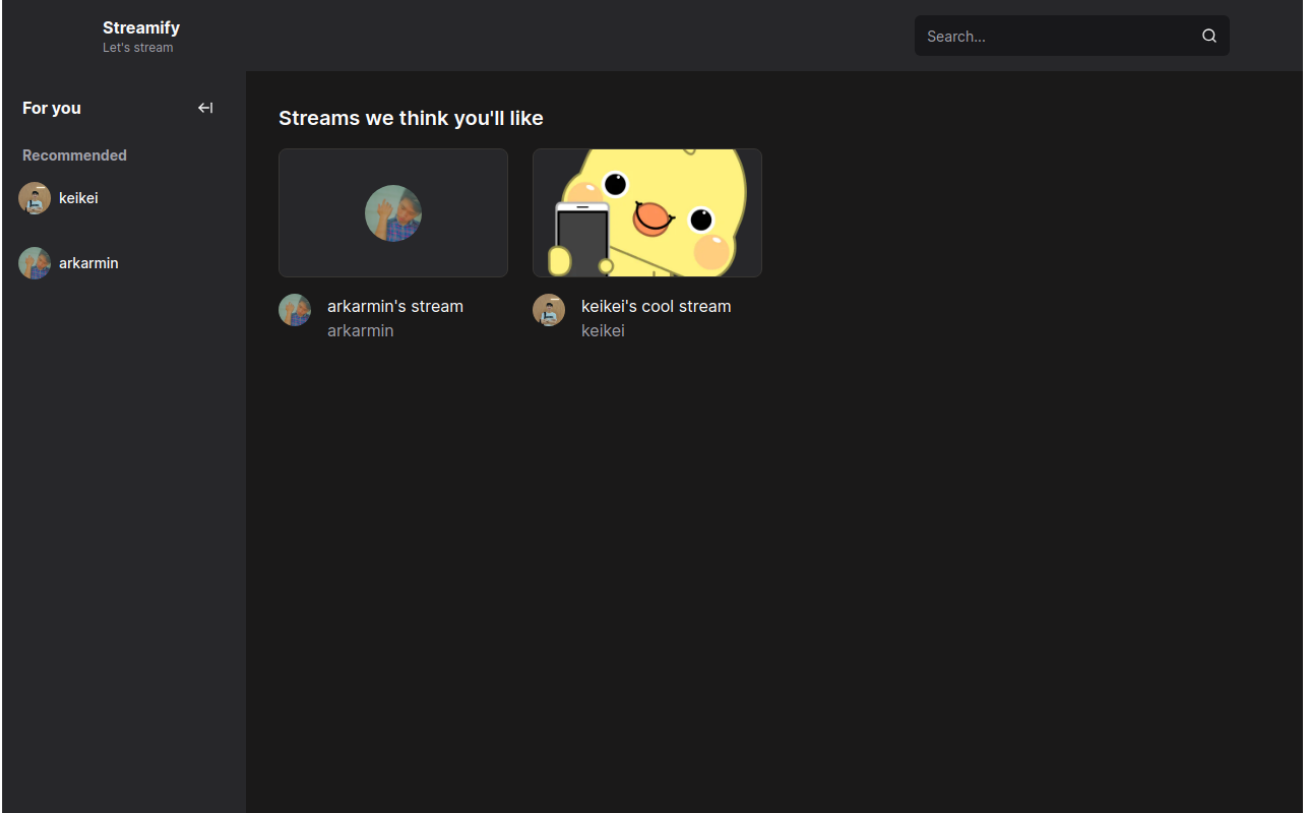 Streamify
Let's stream
Search...
For you
Recommended
keikei
arkarmin
Streams we think you'll like
arkarmin's stream
arkarmin
keikei's cool stream
keikei